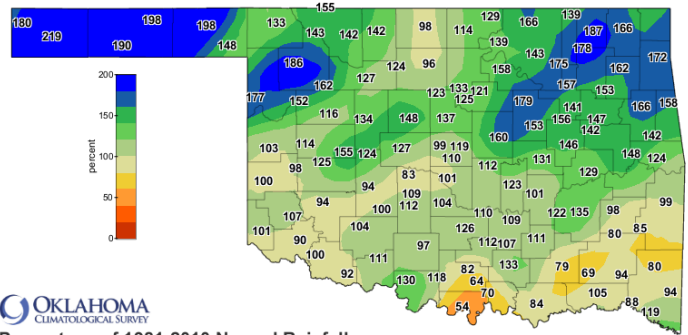 155
180 198 198 133 129 166 139
219 143 142 142 98 114 187 166
190 148 139 178
186 124 96 143 175 172
162 127 158 162
177 152 123 133 121 157 153
125 179 166 158
116 134 148 137 141
160 153 156 147
142 142
103 114 127 99 119 146
98 155 124 110 131 148 124
125 112
100 94 83 101 123 129
109 101
94 100 112 104 99
107 110 109 122 135 98
101 104 126 85
90 97 112 107 111 80
100 111 133
92 82 79 69 94 80
130 118 64
70 105 94
54 84 88 119
200
150
100
50
0
percent
OKLAHOMA
CLIMATOLOGICAL SURVEY